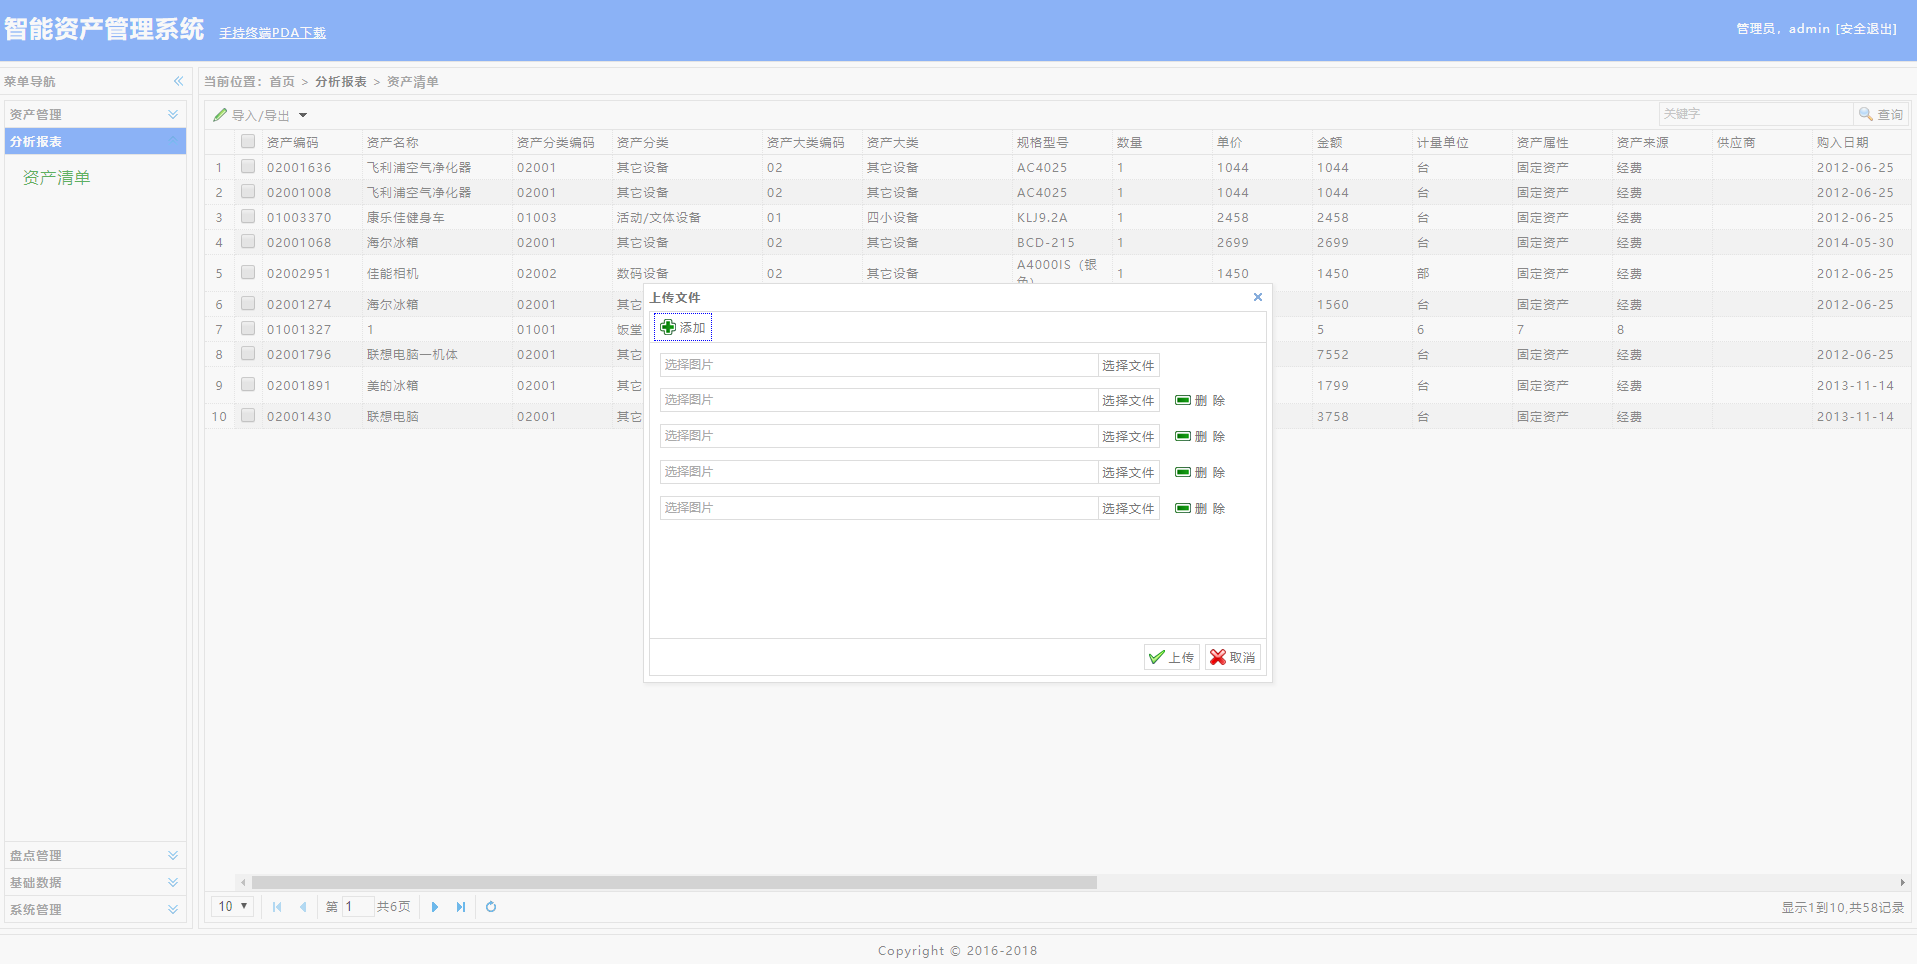 智能资产管理系统 手持终端PDA下载 管理员，admin [安全退出]
菜单导航
当前位置：首页 > 分析报表 > 资产清单
资产管理
分析报表
资产清单
盘点管理
基础数据
系统管理
导入/导出 关键字 查询
资产编码 资产名称 资产分类编码 资产分类 资产大类编码 资产大类 规格型号 数量 单价 金额 计量单位 资产属性 资产来源 供应商 购入日期
1 02001636 飞利浦空气净化器 02001 其它设备 02 其它设备 AC4025 1 1044 1044 台 固定资产 经费 2012-06-25
2 02001008 飞利浦空气净化器 02001 其它设备 02 其它设备 AC4025 1 1044 1044 台 固定资产 经费 2012-06-25
3 01003370 康乐佳健身车 01003 活动/文体设备 01 四小设备 KLJ9.2A 1 2458 2458 台 固定资产 经费 2012-06-25
4 02001068 海尔冰箱 02001 其它设备 02 其它设备 BCD-215 1 2699 2699 台 固定资产 经费 2014-05-30
5 02002951 佳能相机 02002 数码设备 02 其它设备 A4000IS（银色） 1 1450 1450 部 固定资产 经费 2012-06-25
6 02001274 海尔冰箱 02001 其它 1560 台 固定资产 经费 2012-06-25
7 01001327 1 01001 饭堂 5 6 7 8
8 02001796 联想电脑一机体 02001 其它 7552 台 固定资产 经费 2012-06-25
9 02001891 美的冰箱 02001 其它 1799 台 固定资产 经费 2013-11-14
10 02001430 联想电脑 02001 其它 3758 台 固定资产 经费 2013-11-14
上传文件
添加
选择图片 选择文件
选择图片 选择文件 删 除
选择图片 选择文件 删 除
选择图片 选择文件 删 除
选择图片 选择文件 删 除
上传 取消
10 第 1 共6页 显示1到10,共58记录
Copyright © 2016-2018